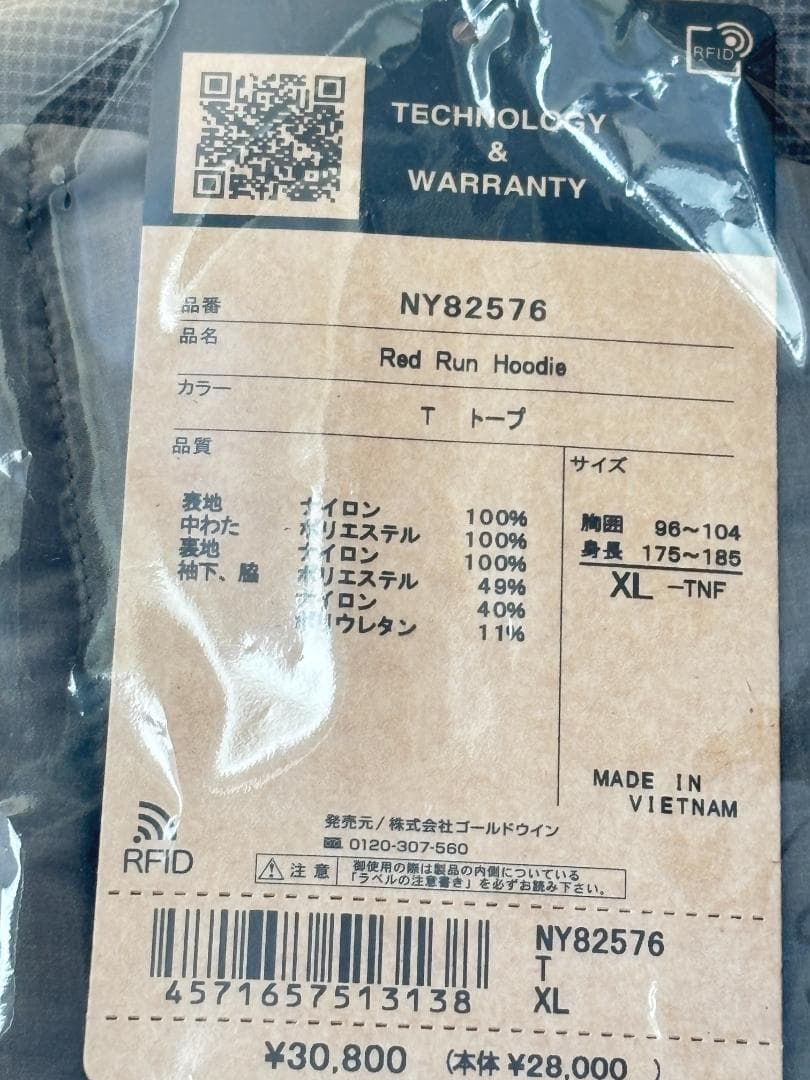 RFID
TECHNOLOGY
&
WARRANTY
品番 NY82576
品名 Red Run Hoodie
カラー T トープ
品質
サイズ
表地 ナイロン 100%
中わた ポリエステル 100%
裏地 ナイロン 100%
袖下、脇 ポリエステル 49%
ナイロン 40%
ポリウレタン 11%
胸囲 96~104
身長 175~185
XL -TNF
MADE IN
VIETNAM
発売元/株式会社ゴールドウイン
0120-307-560
RFID
注意
御使用の際は製品の内側についている
「ラベルの注意書き」を必ずお読み下さい。
4571657513138
NY82576
T
XL
¥30,800 (本体 ¥28,000 )